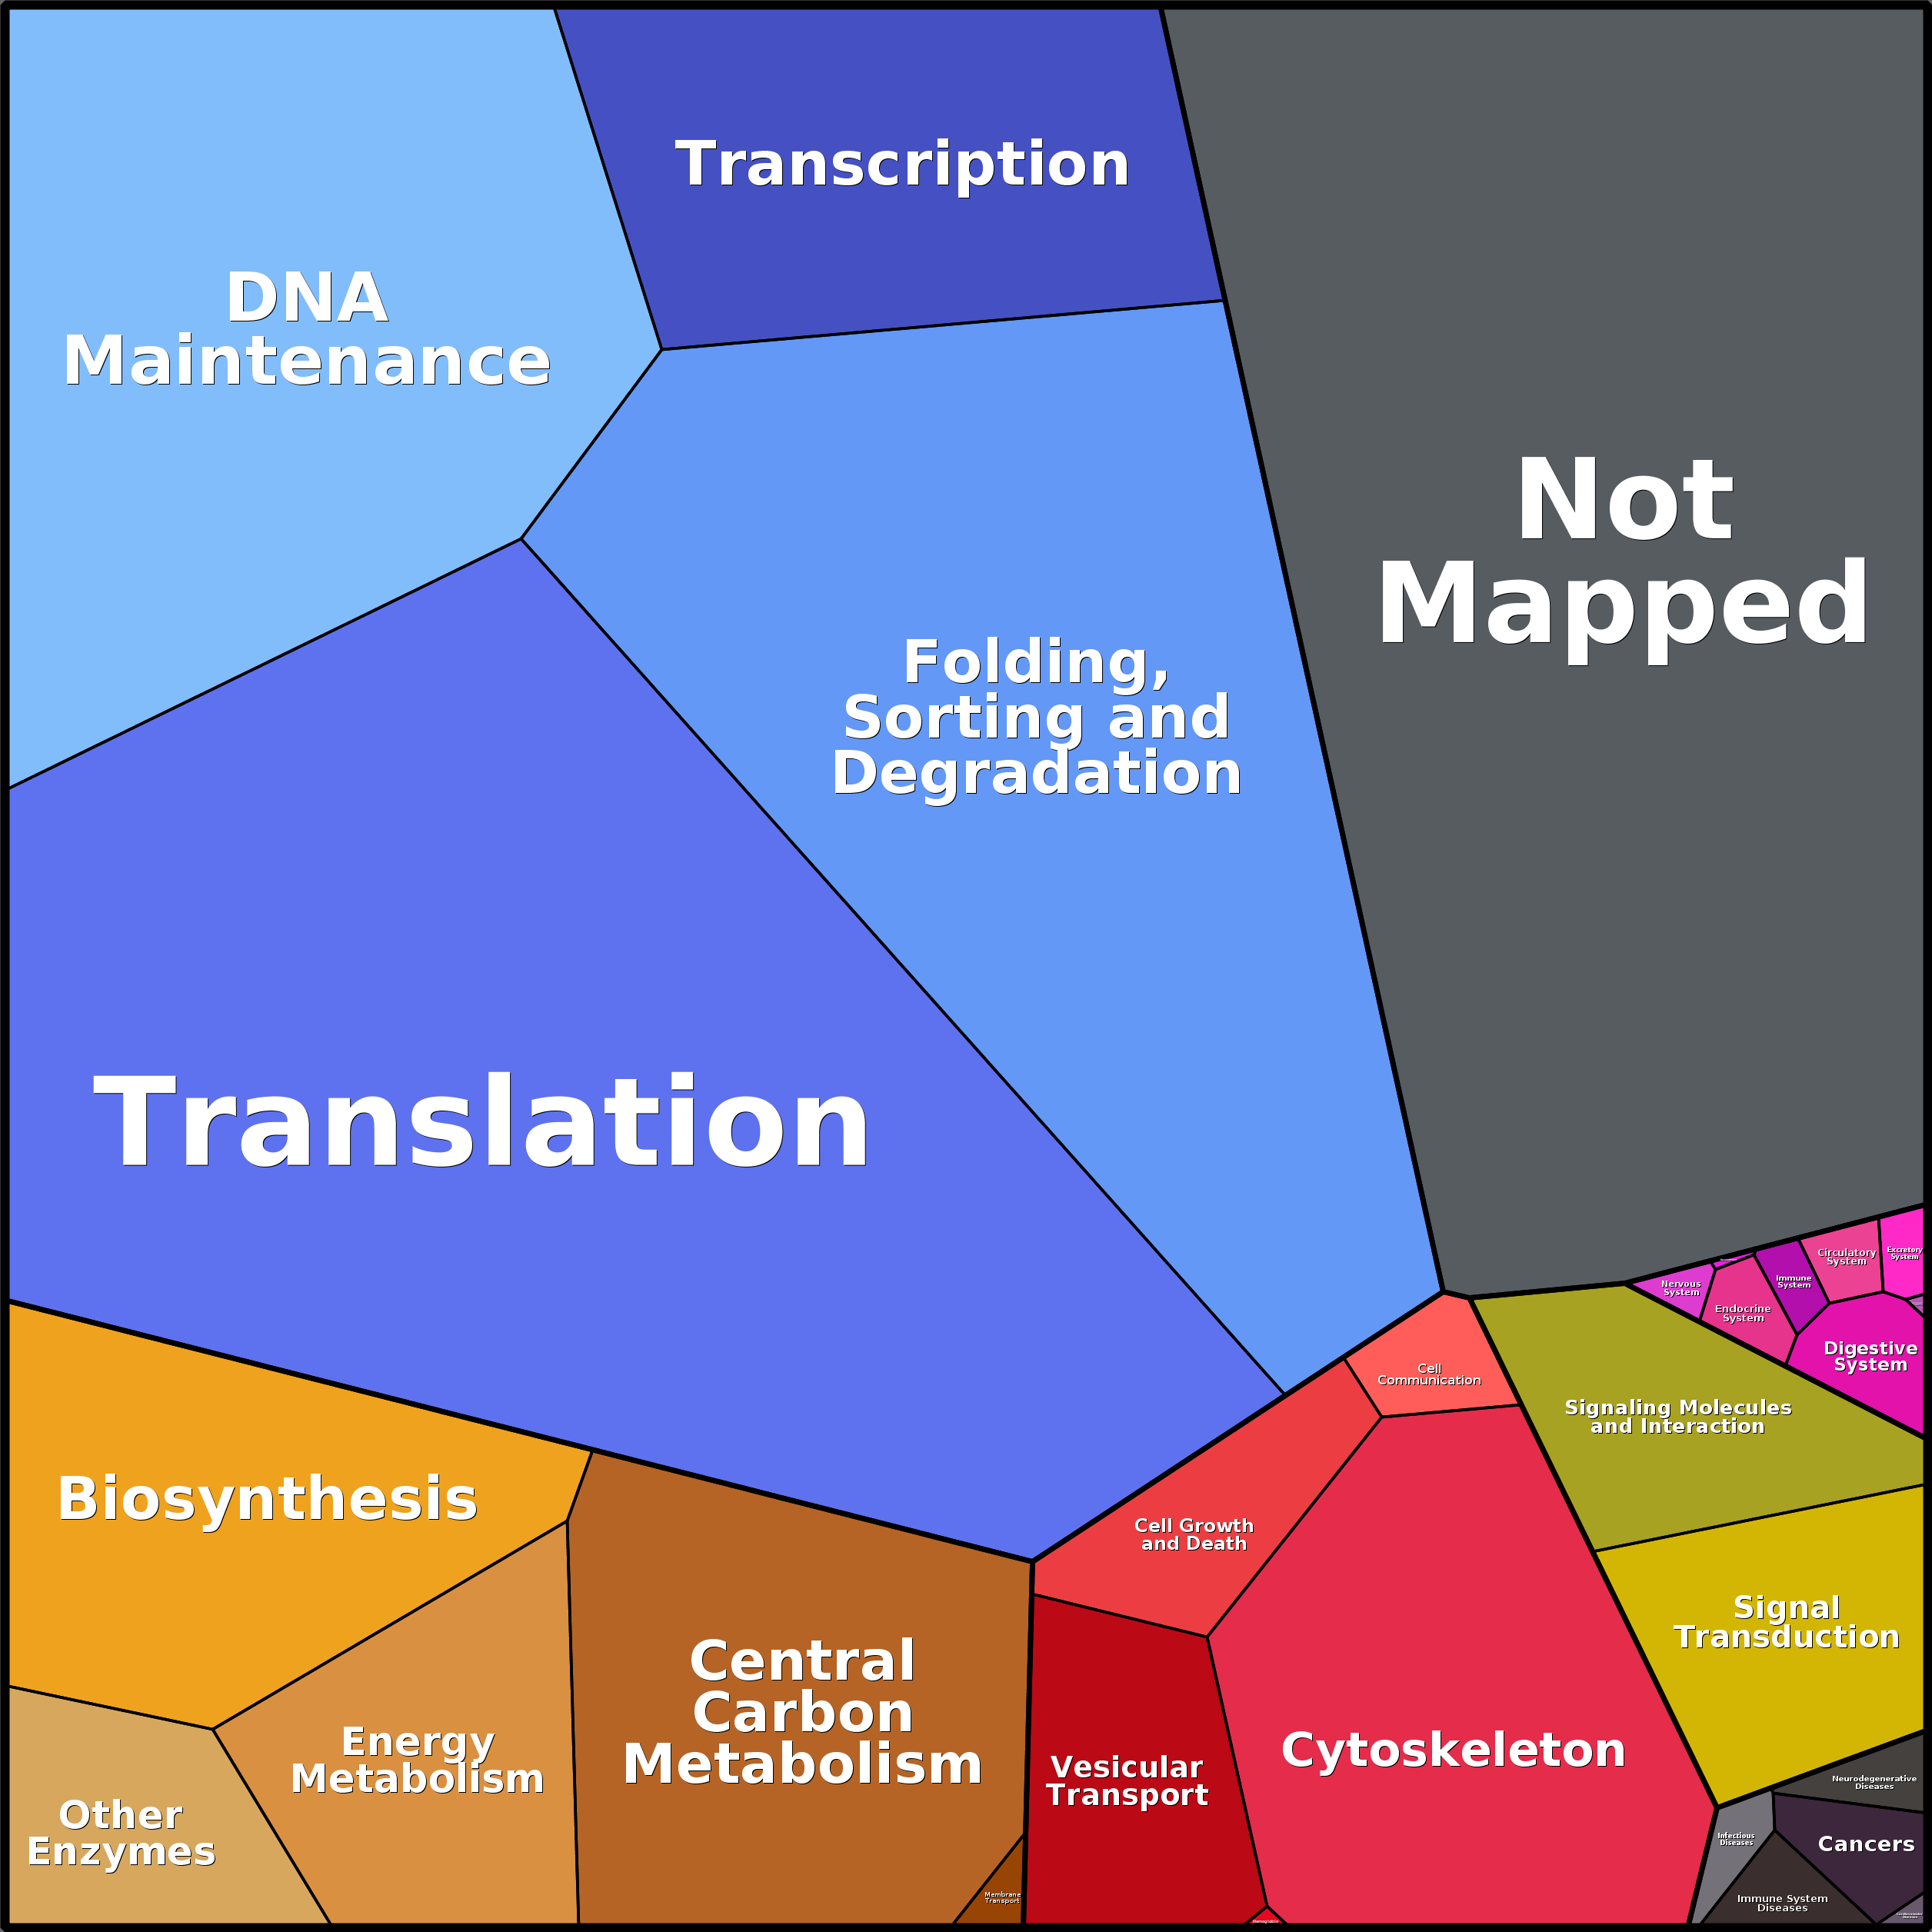 Transcription
DNA
Maintenance
Not
Mapped
Folding,
Sorting and
Degradation
Translation
Circulatory
System
Excretory
System
Immune
System
Nervous
System
Endocrine
System
Digestive
System
Cell
Communication
Signaling Molecules
and Interaction
Biosynthesis
Cell Growth
and Death
Signal
Transduction
Central
Carbon
Metabolism
Energy
Metabolism
Vesicular
Transport
Cytoskeleton
Other
Enzymes
Neurodegenerative
Diseases
Infectious
Diseases
Cancers
Membrane
Transport
Immune System
Diseases